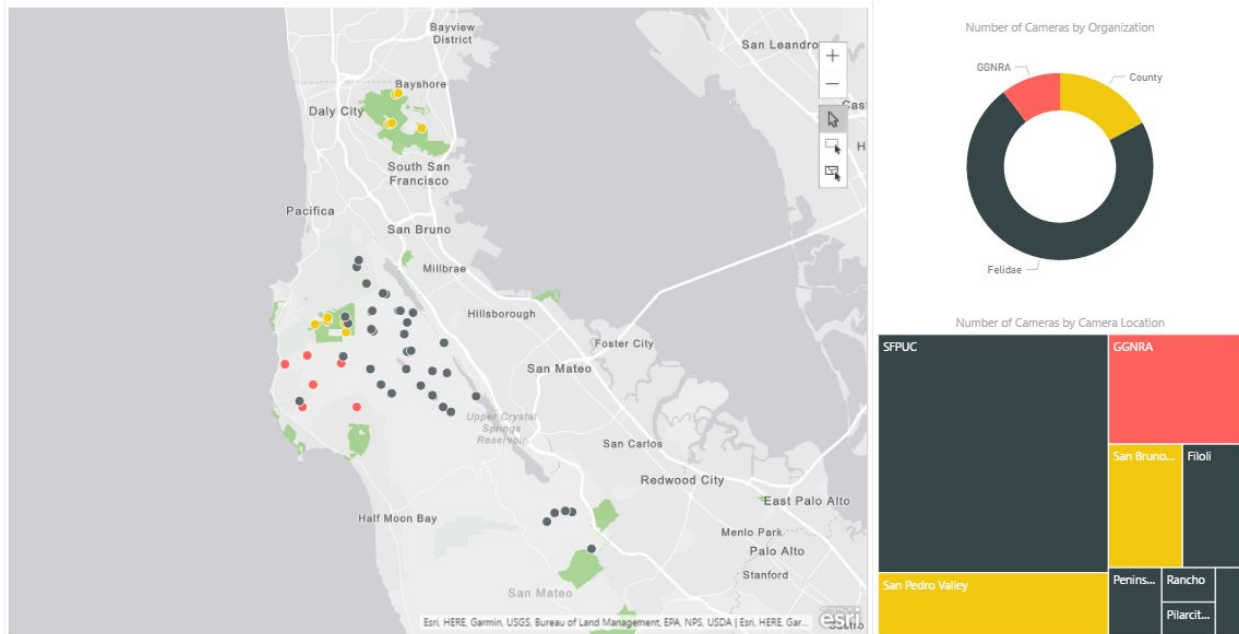 Bayview
District
San Leandro
Bayshore
Daly City
South San
Francisco
Pacifica
San Bruno
Millbrae
Hillsborough
Foster City
San Mateo
Upper Crystal
Springs
Reservoir
San Carlos
Redwood City
East Palo Alto
Half Moon Bay
Menlo Park
Palo Alto
Stanford
San Mateo
Esri, HERE, Garmin, USGS, Bureau of Land Management, EPA, NPS, USDA | Esri, HERE, Gar...
esri
Number of Cameras by Organization
GGNRA
County
Felidae
Number of Cameras by Camera Location
SFPUC
GGNRA
San Bruno...
Filoli
San Pedro Valley
Penins...
Rancho
Pilarcit...